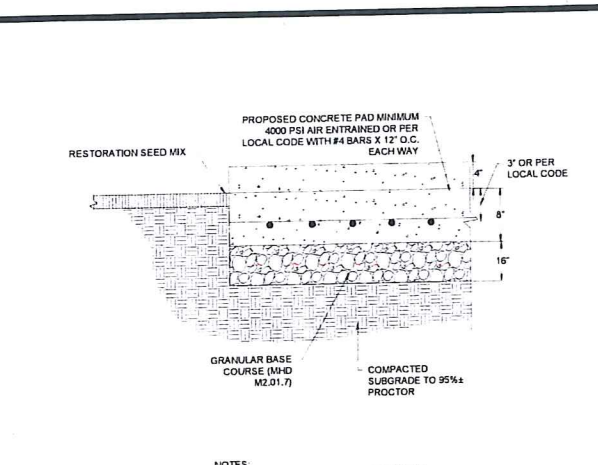 PROPOSED CONCRETE PAD MINIMUM
4000 PSI AIR ENTRAINED OR PER
LOCAL CODE WITH #4 BARS X 12" O.C.
EACH WAY
RESTORATION SEED MIX
3" OR PER
LOCAL CODE
4"
8"
16"
GRANULAR BASE
COURSE (MHD
M2.01.7)
COMPACTED
SUBGRADE TO 95%±
PROCTOR
NOTES: